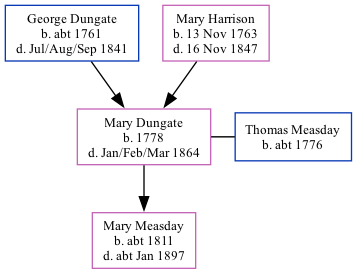 George Dungate
b. abt 1761
d. Jul/Aug/Sep 1841
Mary Harrison
b. 13 Nov 1763
d. 16 Nov 1847
Mary Dungate
b. 1778
d. Jan/Feb/Mar 1864
Thomas Measday
b. abt 1776
Mary Measday
b. abt 1811
d. abt Jan 1897